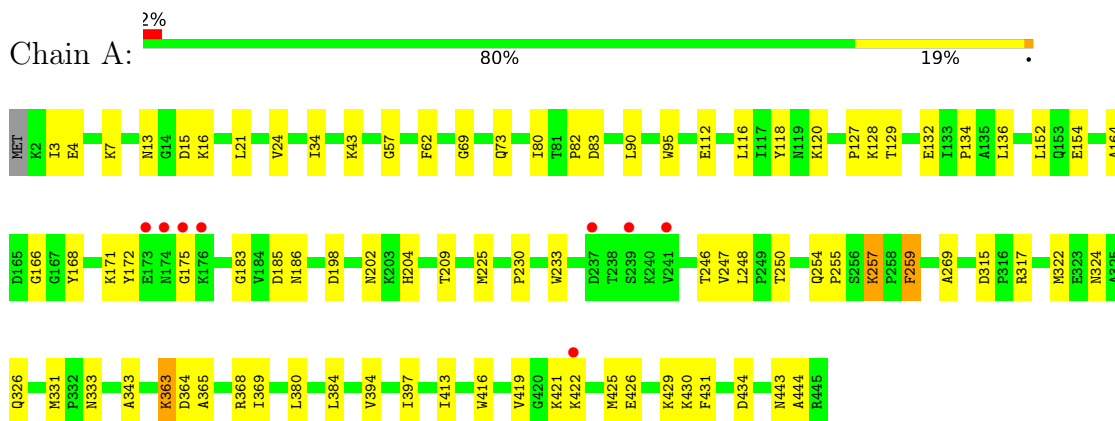 2%
Chain A:
80% 19% •
MET K2 I3 E4 K7 N13 G14 D15 K16 L21 V24 I34 K43 G57 F62 G69 Q73 I80 T81 P82 D83 L90 W95 E112 L116 I117 Y118 N119 K120 P127 K128 T129 E132 I133 P134 A135 L136 L152 Q153 E154 A164
D165 G166 G167 Y168 K171 Y172 E173 N174 G175 K176 G183 V184 D185 N186 D198 N202 K203 H204 T209 M225 P230 W233 D237 T238 S239 K240 V241 T246 V247 L248 P249 T250 Q254 P255 S256 K257 P258 F259 A269 D315 P316 R317 M322 E323 N324 A325
Q326 M331 P332 N333 A343 K363 D364 A365 R368 I369 L380 L384 V394 I397 I413 W416 V419 G420 K421 K422 M425 E426 K429 K430 F431 D434 N443 A444 R445